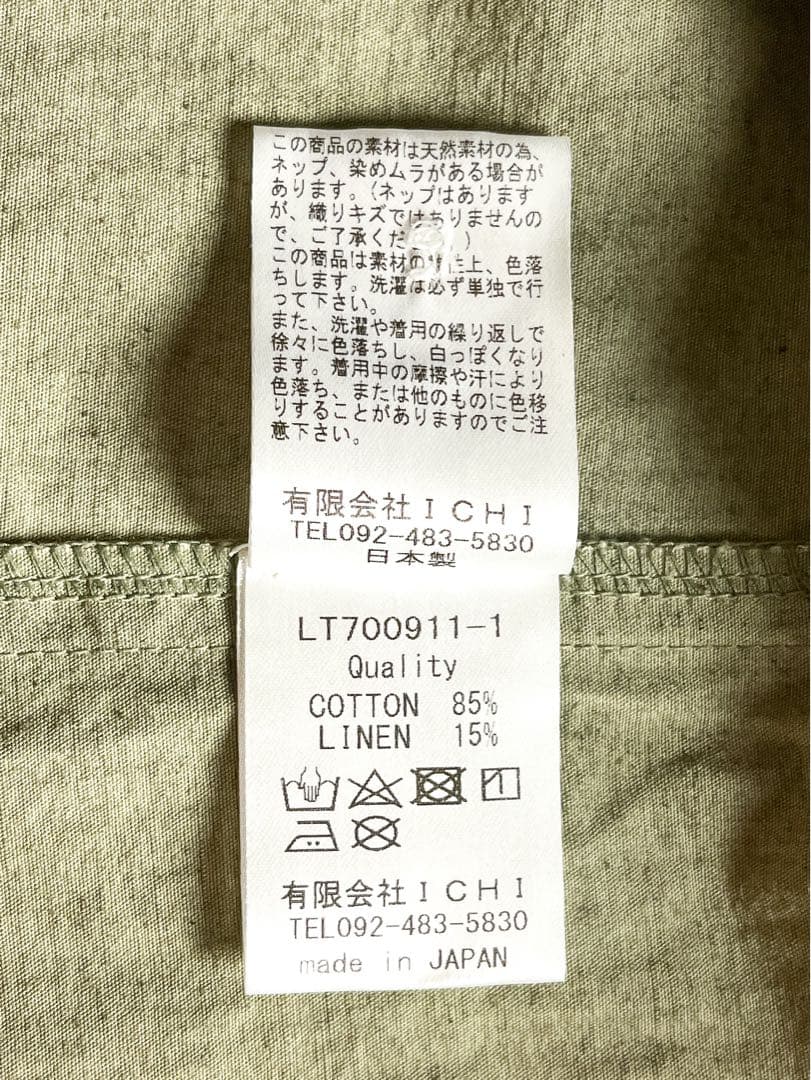 この商品の素材は天然素材の為、
ネップ、染めムラがある場合が
あります。(ネップはあります
が、織りキズではありませんの
で、ご了承くだ)
この商品は素材の性上、色落
ちします。洗濯は必ず単独で行
って下さい。
また、洗濯や着用の繰り返しで
徐々に色落ちし、白っぽくなり
ます。着用中の摩擦や汗により
色落ち、または他のものに色移
りすることがありますのでご注
意下さい。
有限会社ICHI
TEL092-483-5830
日本製
LT700911-1
Quality
COTTON 85%
LINEN 15%
有限会社ICHI
TEL092-483-5830
made in JAPAN